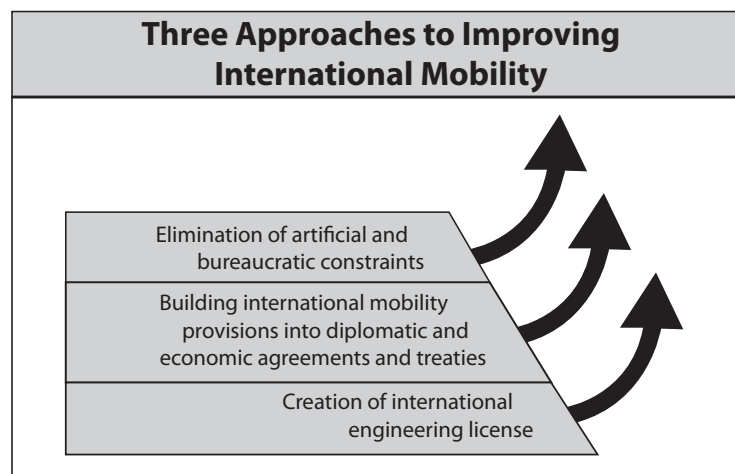 Three Approaches to Improving
International Mobility
Elimination of artificial and
bureaucratic constraints
Building international mobility
provisions into diplomatic and
economic agreements and treaties
Creation of international
engineering license